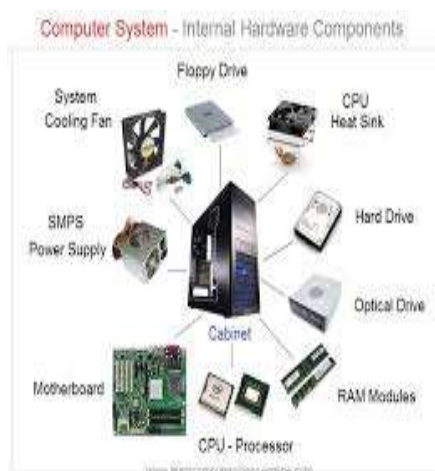 Computer System - Internal Hardware Components
Floppy Drive
System
Cooling Fan
CPU
Heat Sink
SMPS
Power Supply
Hard Drive
Optical Drive
Cabinet
Motherboard
RAM Modules
CPU - Processor